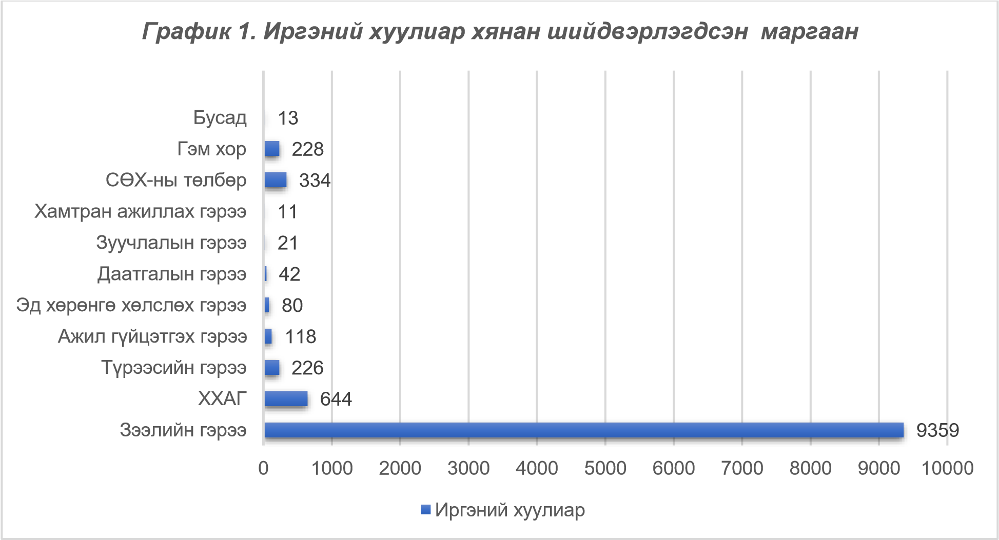 График 1. Иргэний хуулиар хянан шийдвэрлэгдсэн маргаан
Бусад 13
Гэм хор 228
СӨХ-ны төлбөр 334
Хамтран ажиллах гэрээ 11
Зуучлалын гэрээ 21
Даатгалын гэрээ 42
Эд хөрөнгө хөлслөх гэрээ 80
Ажил гүйцэтгэх гэрээ 118
Түрээсийн гэрээ 226
ХХАГ 644
Зээлийн гэрээ 9359
0 1000 2000 3000 4000 5000 6000 7000 8000 9000 10000
Иргэний хуулиар